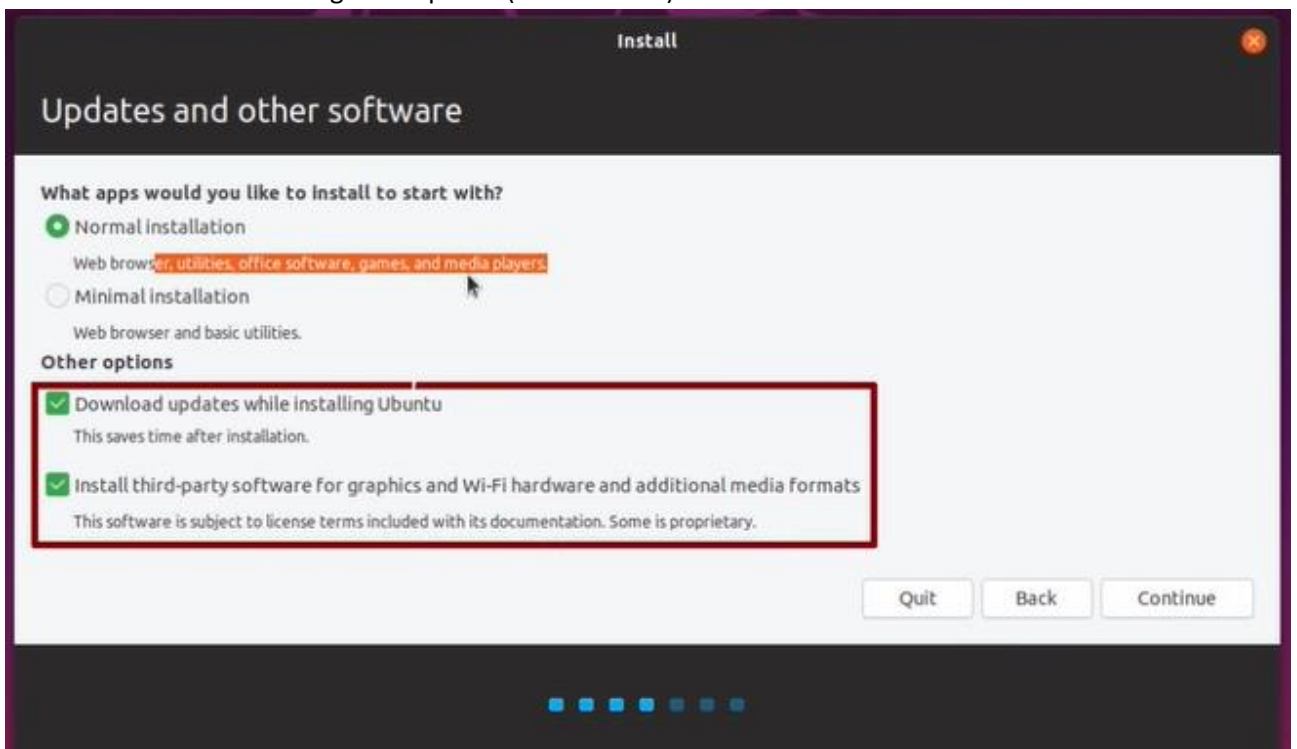 Install
Updates and other software
What apps would you like to install to start with?
Normal installation
Web browser, utilities, office software, games, and media players.
Minimal installation
Web browser and basic utilities.
Other options
Download updates while installing Ubuntu
This saves time after installation.
Install third-party software for graphics and Wi-Fi hardware and additional media formats
This software is subject to license terms included with its documentation. Some is proprietary.
Quit Back Continue